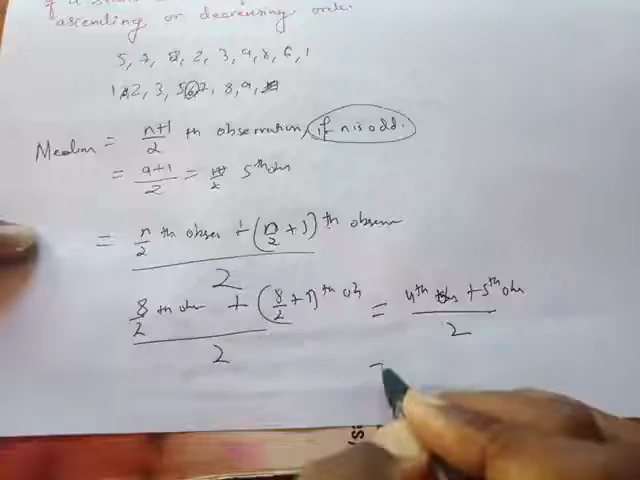 ascending or decreasing order.
5, 7, 8, 2, 3, 9, 8, 6, 1
1, 2, 3, 5, 6, 7, 8, 9,
Median = n+1/2 th observation, if n is odd.
= 9+1/2 = 5th obs
= n/2 th obser + (n/2 + 1)th observn / 2
8/2 th obs + (8/2 + 1)th ob / 2 = 4th obs + 5th obs / 2